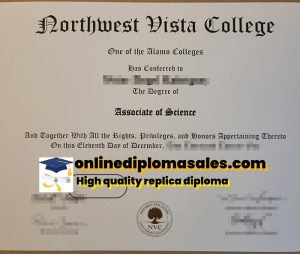 Northwest Vista College
One of the Alamo Colleges
Has Conferred to
The Degree of
Associate of Science
And Together With All the Rights, Privileges, and Honors Appertaining Thereto
On this Eleventh Day of December,
onlinediplomasales.com
High quality replica diploma
NVC